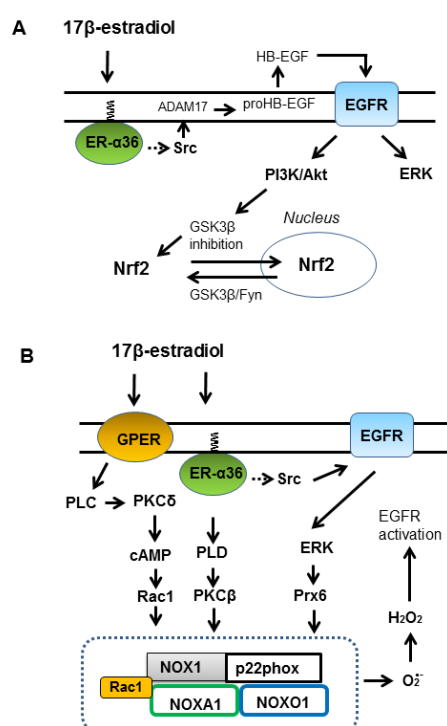 A
17β-estradiol
HB-EGF
ADAM17
proHB-EGF
EGFR
ER-α36
Src
PI3K/Akt
ERK
GSK3β
inhibition
Nucleus
Nrf2
Nrf2
GSK3β/Fyn
B
17β-estradiol
GPER
EGFR
ER-α36
Src
PLC
PKCδ
EGFR
activation
cAMP
PLD
ERK
Rac1
PKCβ
Prx6
H₂O₂
NOX1
p22phox
Rac1
O₂⁻
NOXA1
NOXO1